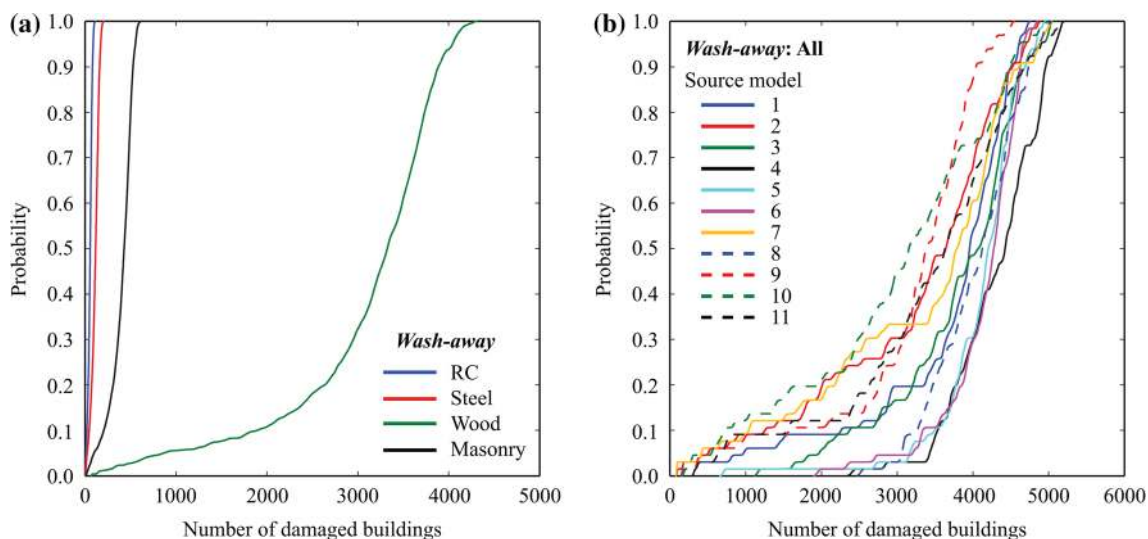 (a)
1.0
0.9
0.8
0.7
0.6
0.5
0.4
0.3
0.2
0.1
0.0
Probability
0 1000 2000 3000 4000 5000
Number of damaged buildings
Wash-away
RC
Steel
Wood
Masonry
(b)
1.0
0.9
0.8
0.7
0.6
0.5
0.4
0.3
0.2
0.1
0.0
Probability
0 1000 2000 3000 4000 5000 6000
Number of damaged buildings
Wash-away: All
Source model
1
2
3
4
5
6
7
8
9
10
11